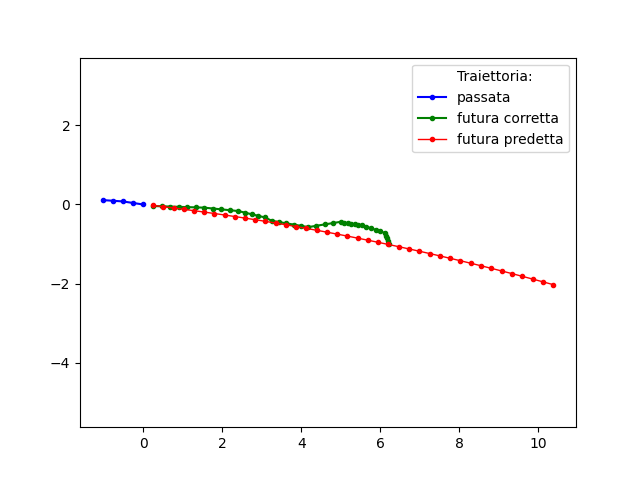 Traiettoria:
passata
futura corretta
futura predetta
2
0
−2
−4
0 2 4 6 8 10